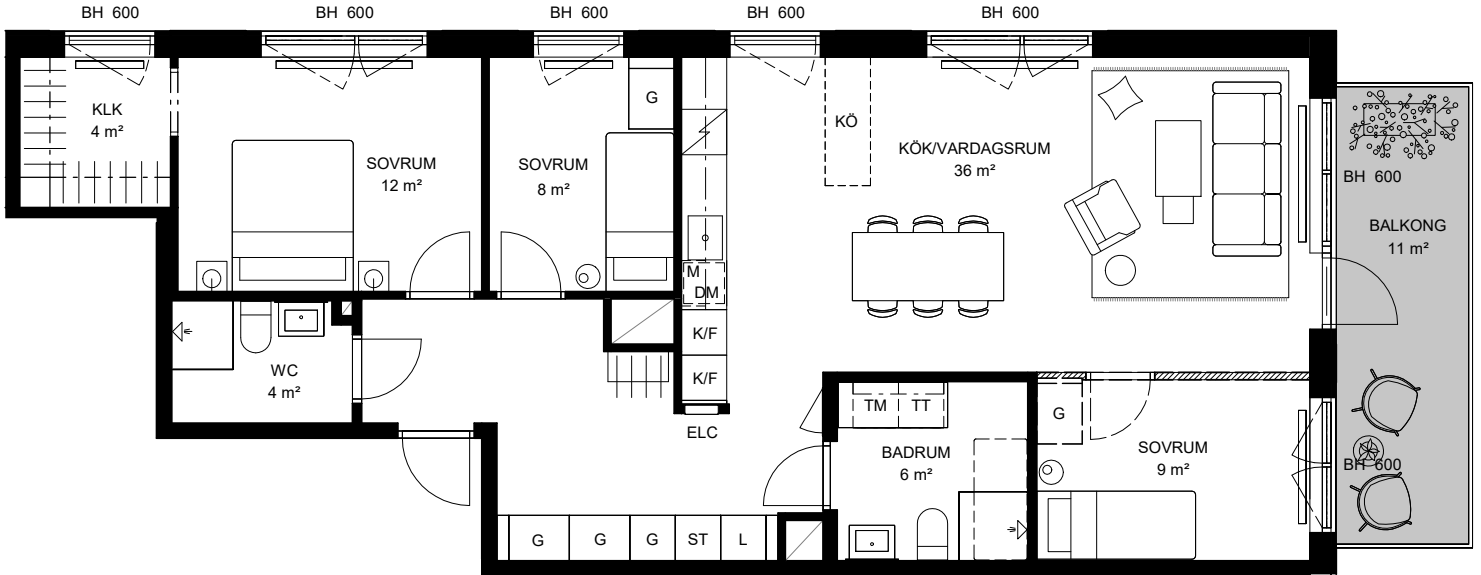 BH 600
BH 600
BH 600
BH 600
BH 600
KLK
4 m²
SOVRUM
12 m²
SOVRUM
8 m²
G
KÖ
KÖK/VARDAGSRUM
36 m²
BH 600
BALKONG
11 m²
M
DM
K/F
K/F
ELC
WC
4 m²
TM
TT
BADRUM
6 m²
G
SOVRUM
9 m²
BH 600
G
G
G
ST
L